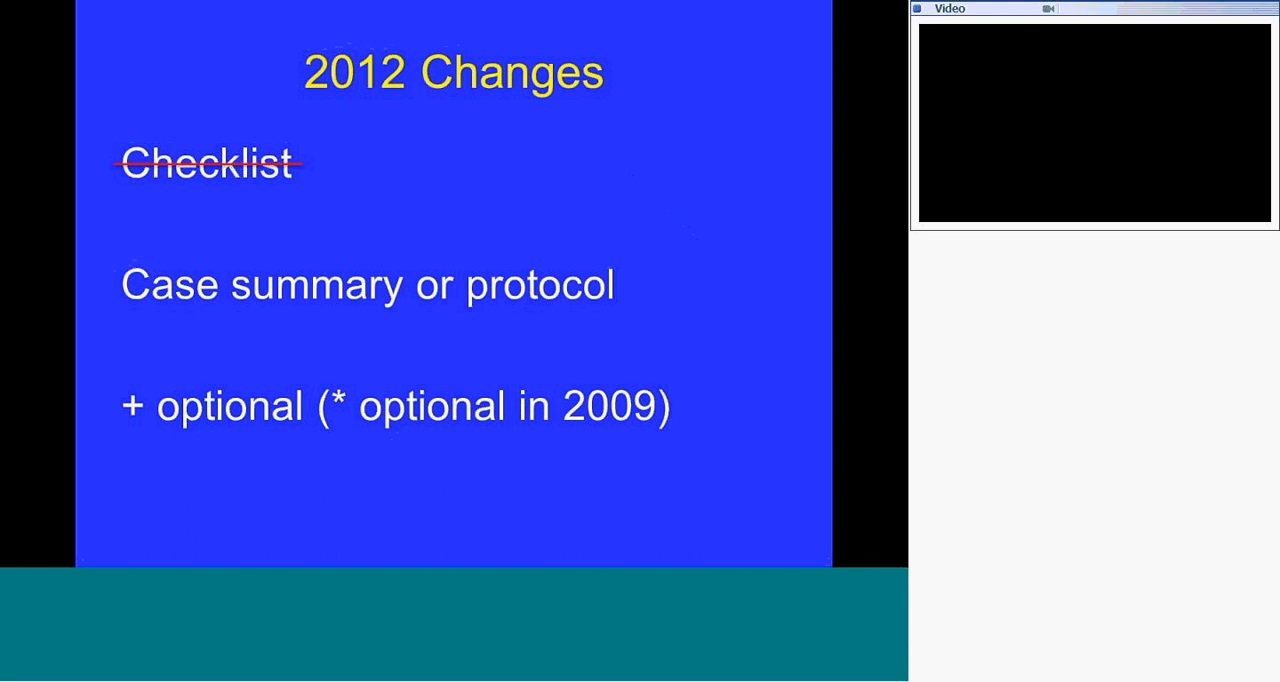 Video
2012 Changes
Checklist
Case summary or protocol
+ optional (* optional in 2009)